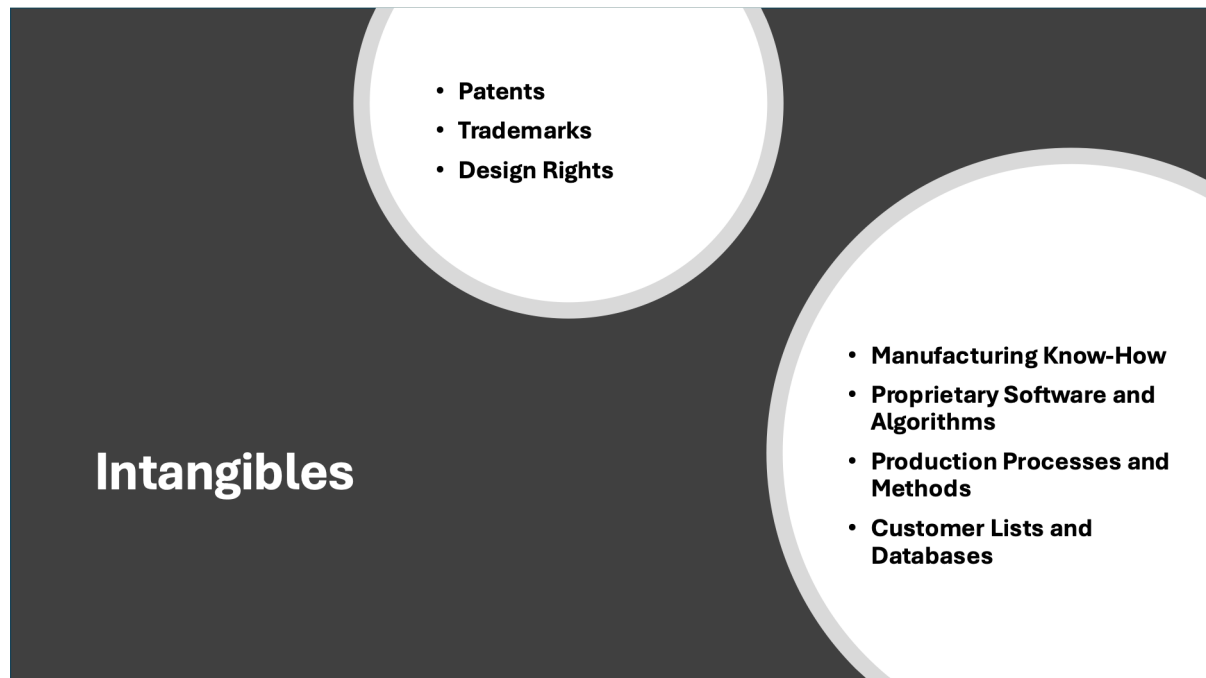 • Patents
• Trademarks
• Design Rights
Intangibles
• Manufacturing Know-How
• Proprietary Software and
Algorithms
• Production Processes and
Methods
• Customer Lists and
Databases